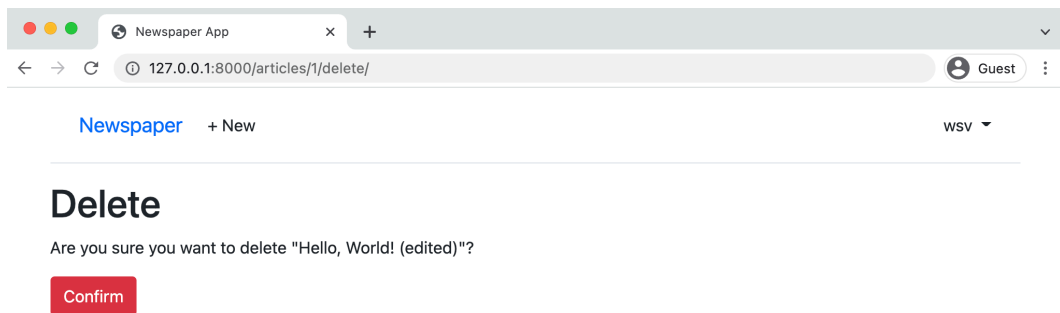 Newspaper App
127.0.0.1:8000/articles/1/delete/
Guest
Newspaper + New wsv
Delete
Are you sure you want to delete "Hello, World! (edited)"?
Confirm